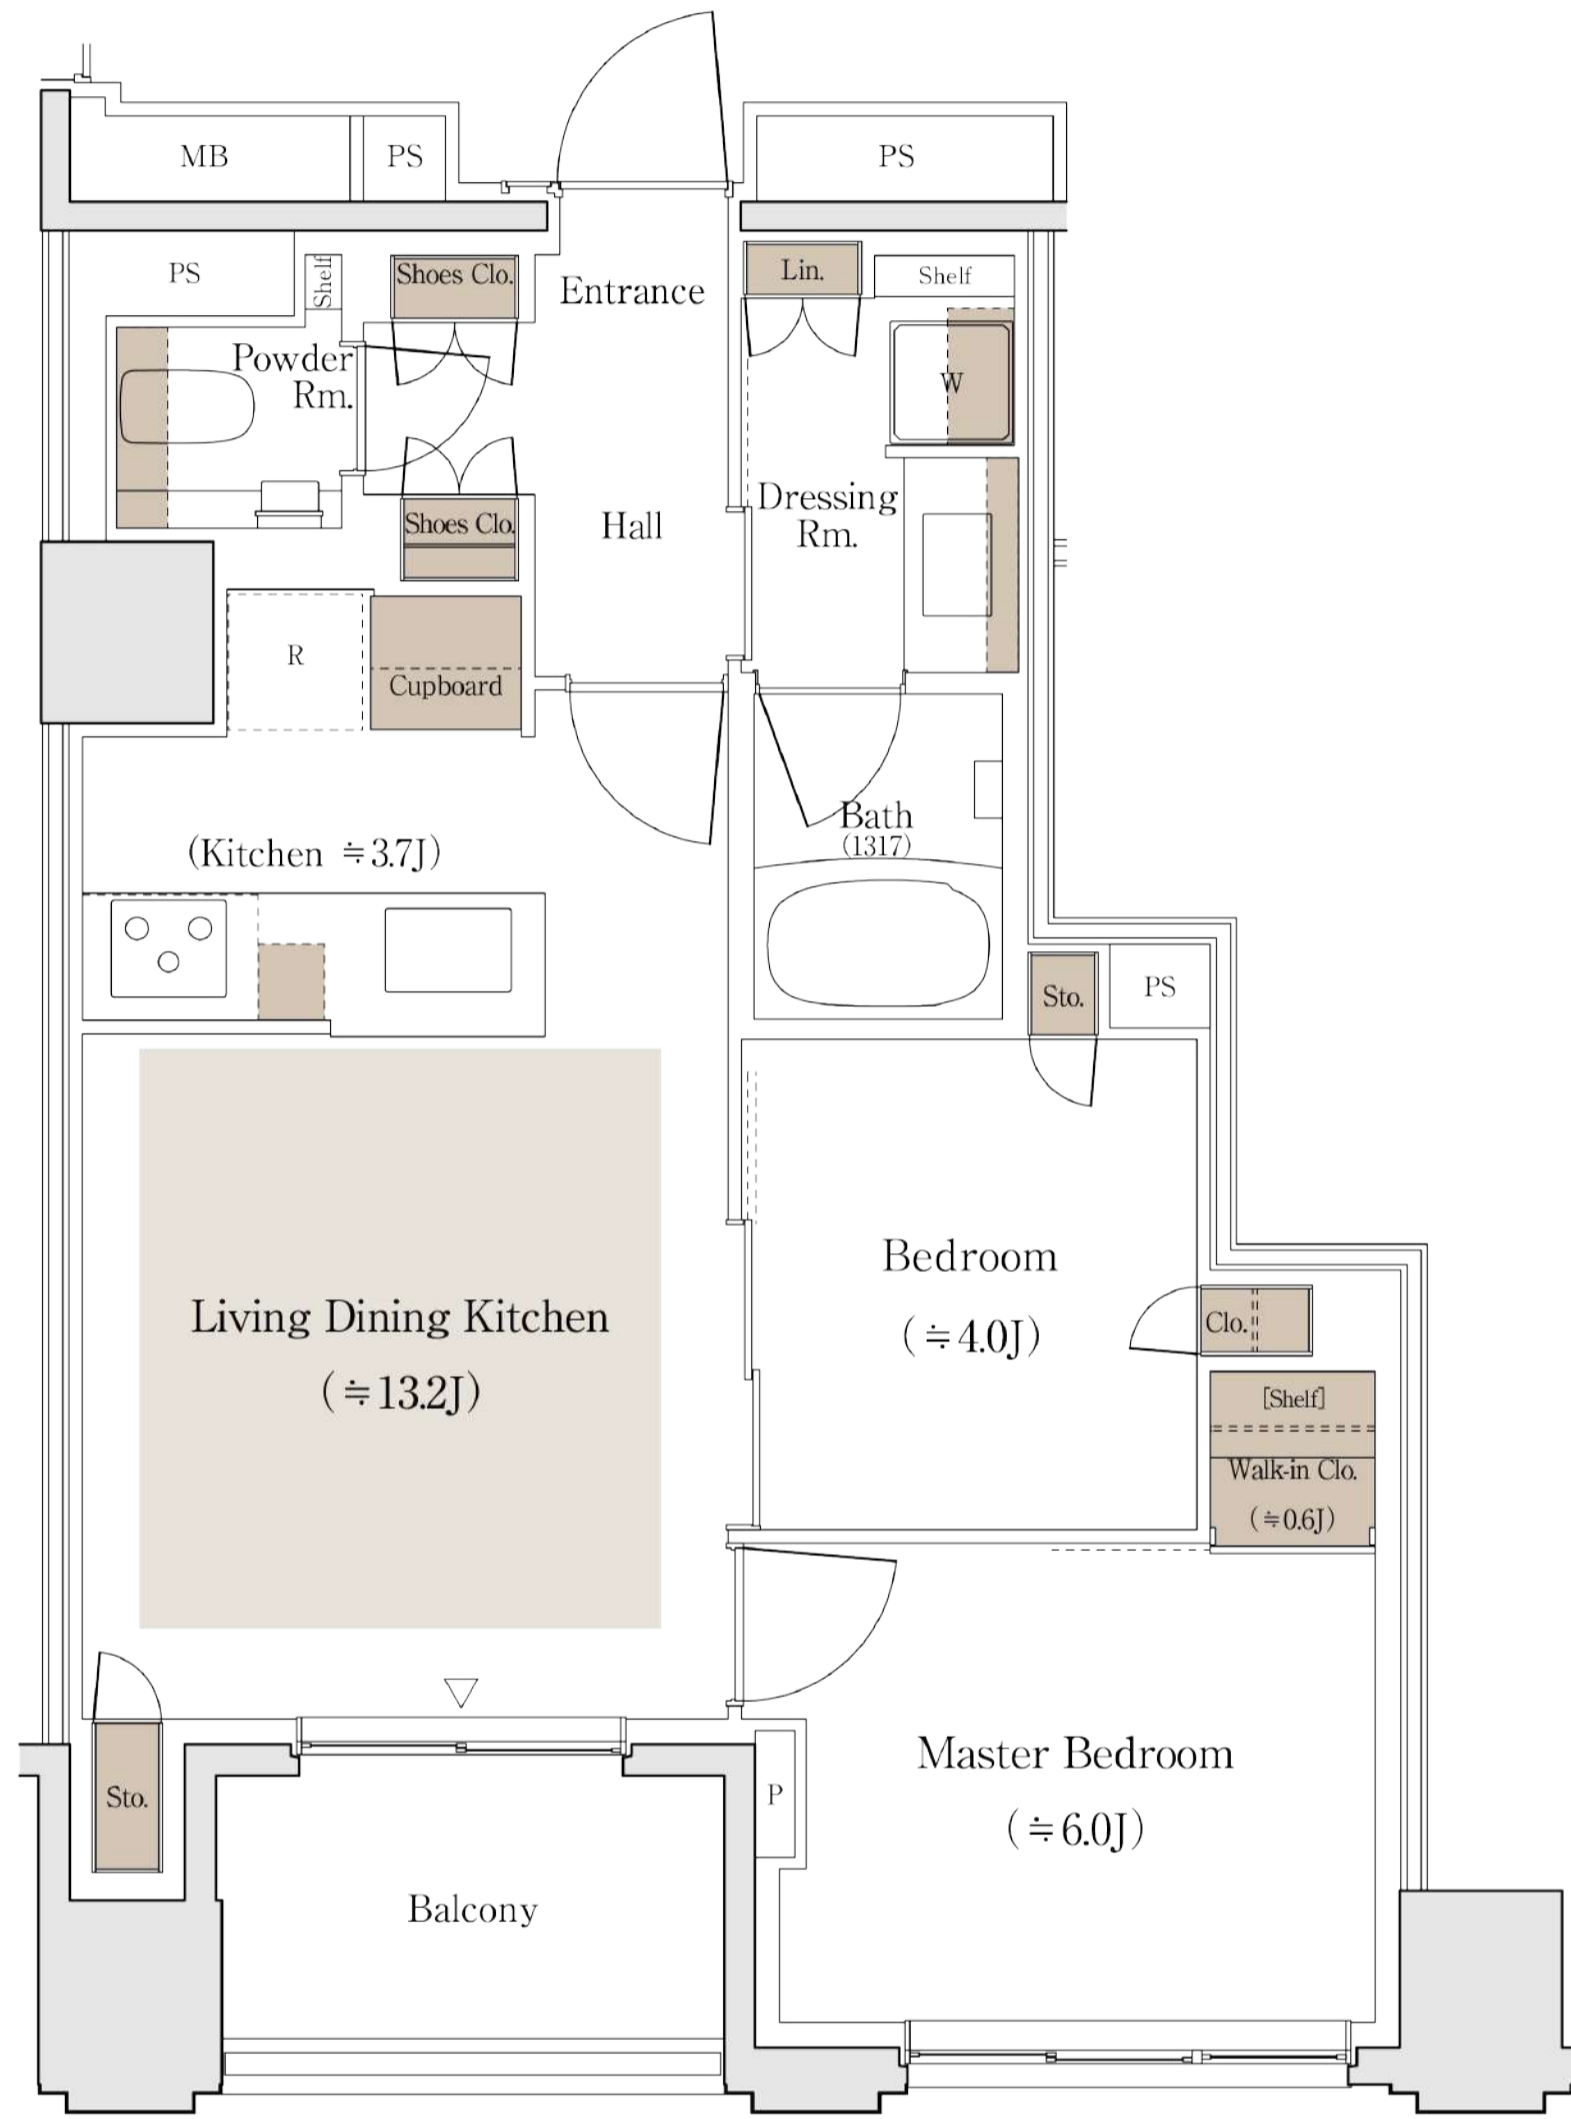 MB
PS
PS
PS
Shelf
Shoes Clo.
Entrance
Lin.
Shelf
Powder
Rm.
W
Shoes Clo.
Hall
Dressing
Rm.
R
Cupboard
(Kitchen ≒3.7J)
Bath
(1317)
Sto.
PS
Bedroom
(≒4.0J)
Living Dining Kitchen
(≒13.2J)
Clo.
[Shelf]
Walk-in Clo.
(≒0.6J)
Master Bedroom
(≒6.0J)
Sto.
P
Balcony